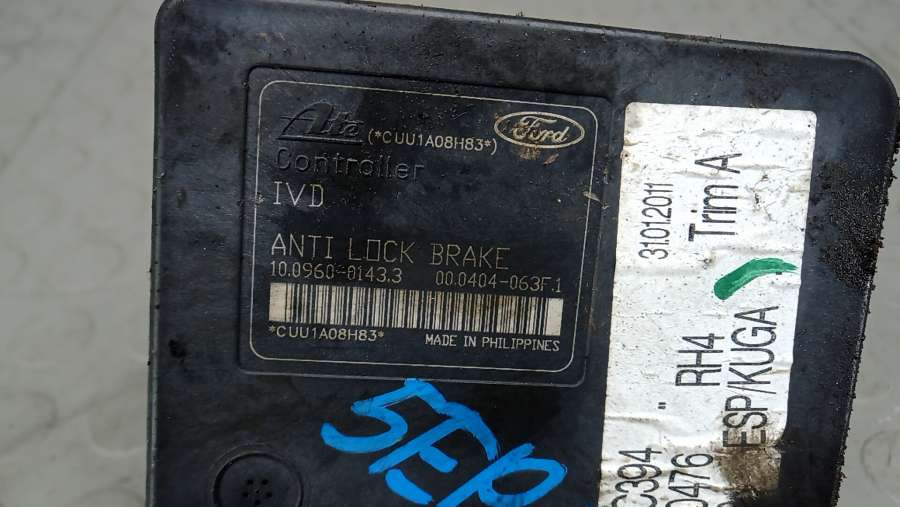 Ate (*CUU1A08H83*) Ford
Controller
IVD
ANTI LOCK BRAKE
10.0960-0143.3 00.0404-063F.1
*CUU1A08H83*
MADE IN PHILIPPINES
31.01.2011
Trim A
C394 " RH4
0476 ESP/KUGA